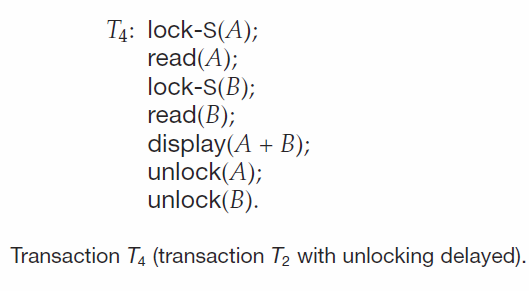 T4: lock-S(A);
read(A);
lock-S(B);
read(B);
display(A + B);
unlock(A);
unlock(B).
Transaction T4 (transaction T2 with unlocking delayed).